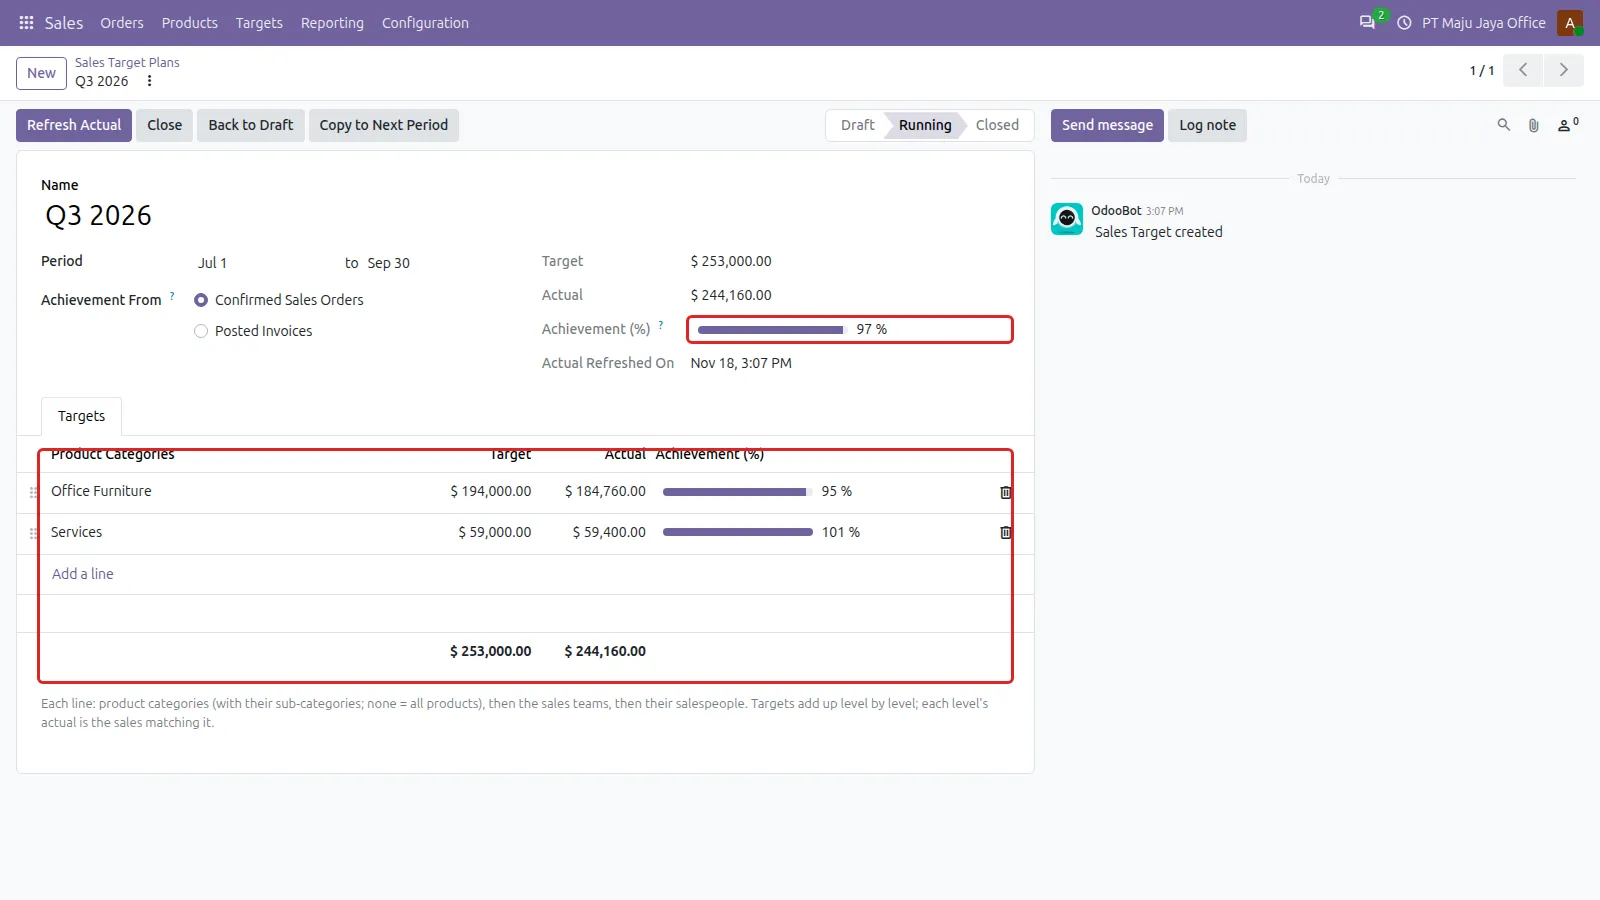 Sales Orders Products Targets Reporting Configuration 2 PT Maju Jaya Office A
New Sales Target Plans
Q3 2026
1 / 1
Refresh Actual Close Back to Draft Copy to Next Period Draft Running Closed Send message Log note 0
Name
Q3 2026
Period Jul 1 to Sep 30
Achievement From ? Confirmed Sales Orders
Posted Invoices
Target $ 253,000.00
Actual $ 244,160.00
Achievement (%) ? 97 %
Actual Refreshed On Nov 18, 3:07 PM
Targets
Product Categories Target Actual Achievement (%)
Office Furniture $ 194,000.00 $ 184,760.00 95 %
Services $ 59,000.00 $ 59,400.00 101 %
Add a line
$ 253,000.00 $ 244,160.00
Each line: product categories (with their sub-categories; none = all products), then the sales teams, then their salespeople. Targets add up level by level; each level's
actual is the sales matching it.
Today
OdooBot 3:07 PM
Sales Target created